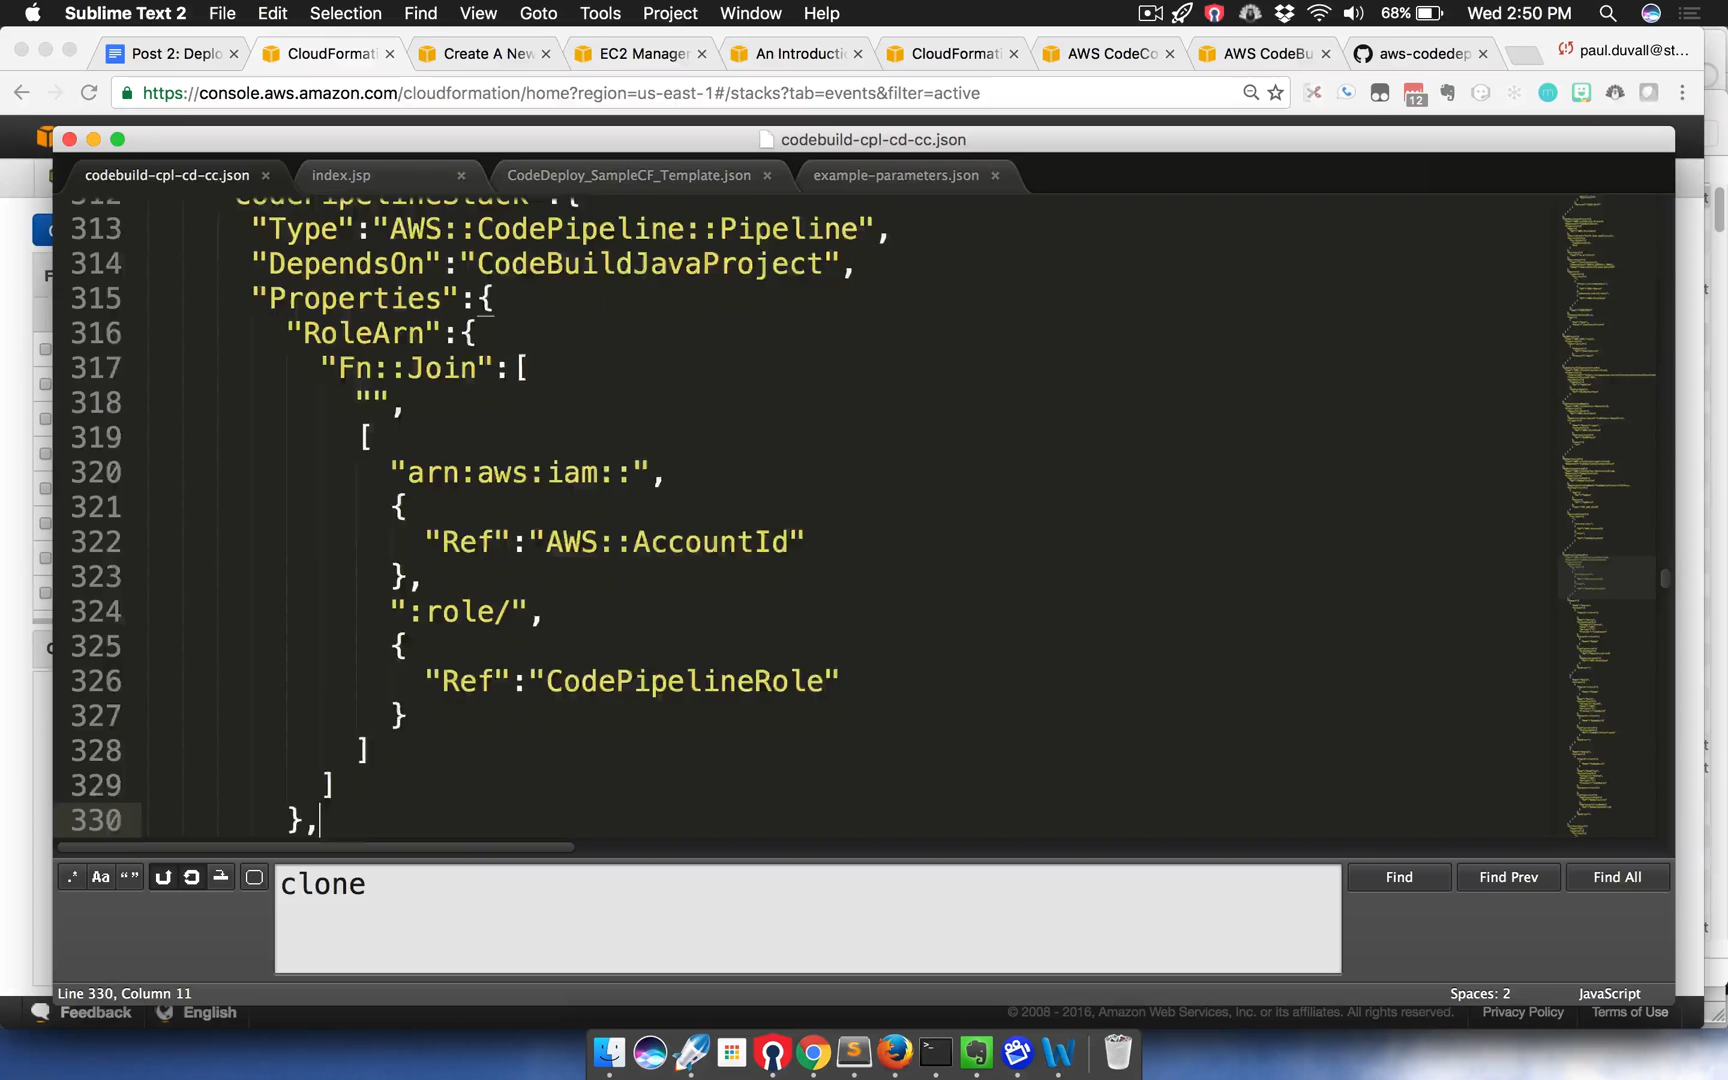 Sublime Text 2 File Edit Selection Find View Goto Tools Project Window Help 68% Wed 2:50 PM
Post 2: Deplo × CloudFormati × Create A New × EC2 Manager × An Introducti × CloudFormati × AWS CodeCo × AWS CodeBu × aws-codedep × paul.duvall@st...
https://console.aws.amazon.com/cloudformation/home?region=us-east-1#/stacks?tab=events&filter=active 12
codebuild-cpl-cd-cc.json
codebuild-cpl-cd-cc.json × index.jsp × CodeDeploy_SampleCF_Template.json × example-parameters.json ×
312 "CodePipelineStack":{
313 "Type":"AWS::CodePipeline::Pipeline",
314 "DependsOn":"CodeBuildJavaProject",
315 "Properties":{
316 "RoleArn":{
317 "Fn::Join":[
318 "",
319 [
320 "arn:aws:iam::",
321 {
322 "Ref":"AWS::AccountId"
323 },
324 ":role/",
325 {
326 "Ref":"CodePipelineRole"
327 }
328 ]
329 ]
330 },
.* Aa “” clone Find Find Prev Find All
Line 330, Column 11 Spaces: 2 JavaScript
Feedback English © 2008 - 2016, Amazon Web Services, Inc. or its affiliates. All rights reserved. Privacy Policy Terms of Use